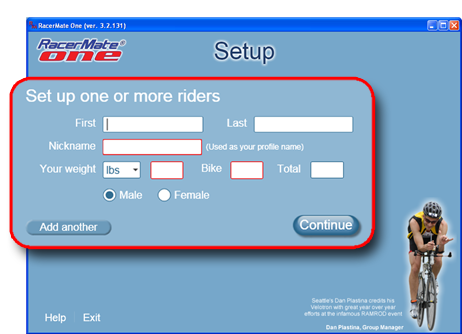 RacerMate One (ver. 3.2.131)
RacerMate® one
Setup
Set up one or more riders
First Last
Nickname (Used as your profile name)
Your weight lbs Bike Total
Male Female
Add another Continue
Seattle's Dan Plastina credits his
Velotron with great year over year
efforts at the infamous RAMROD event
Dan Plastina, Group Manager
Help Exit